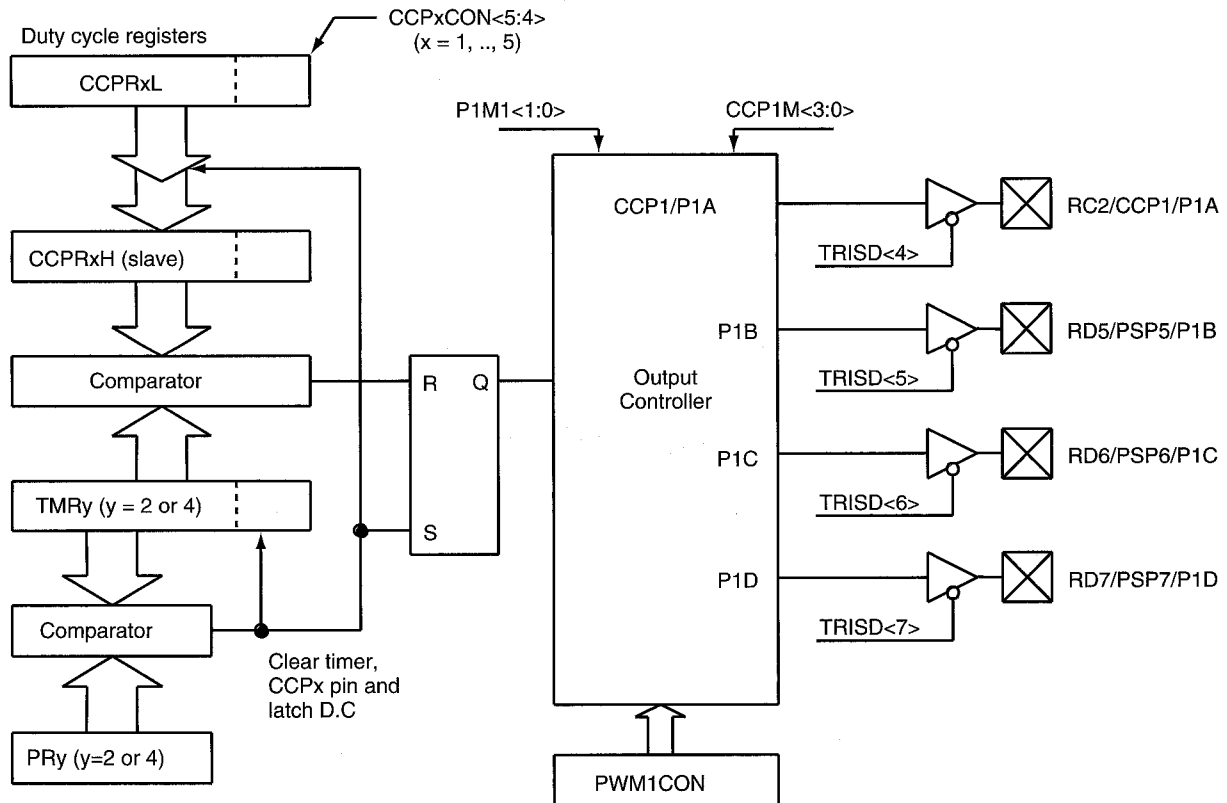 CCPxCON<5:4>
(x = 1, .., 5)
Duty cycle registers
CCPRxL
P1M1<1:0>
CCP1M<3:0>
CCP1/P1A
RC2/CCP1/P1A
TRISD<4>
CCPRxH (slave)
P1B
RD5/PSP5/P1B
TRISD<5>
Comparator
R
Q
Output
Controller
P1C
RD6/PSP6/P1C
TRISD<6>
TMRy (y = 2 or 4)
S
P1D
RD7/PSP7/P1D
TRISD<7>
Comparator
Clear timer,
CCPx pin and
latch D.C
PRy (y=2 or 4)
PWM1CON